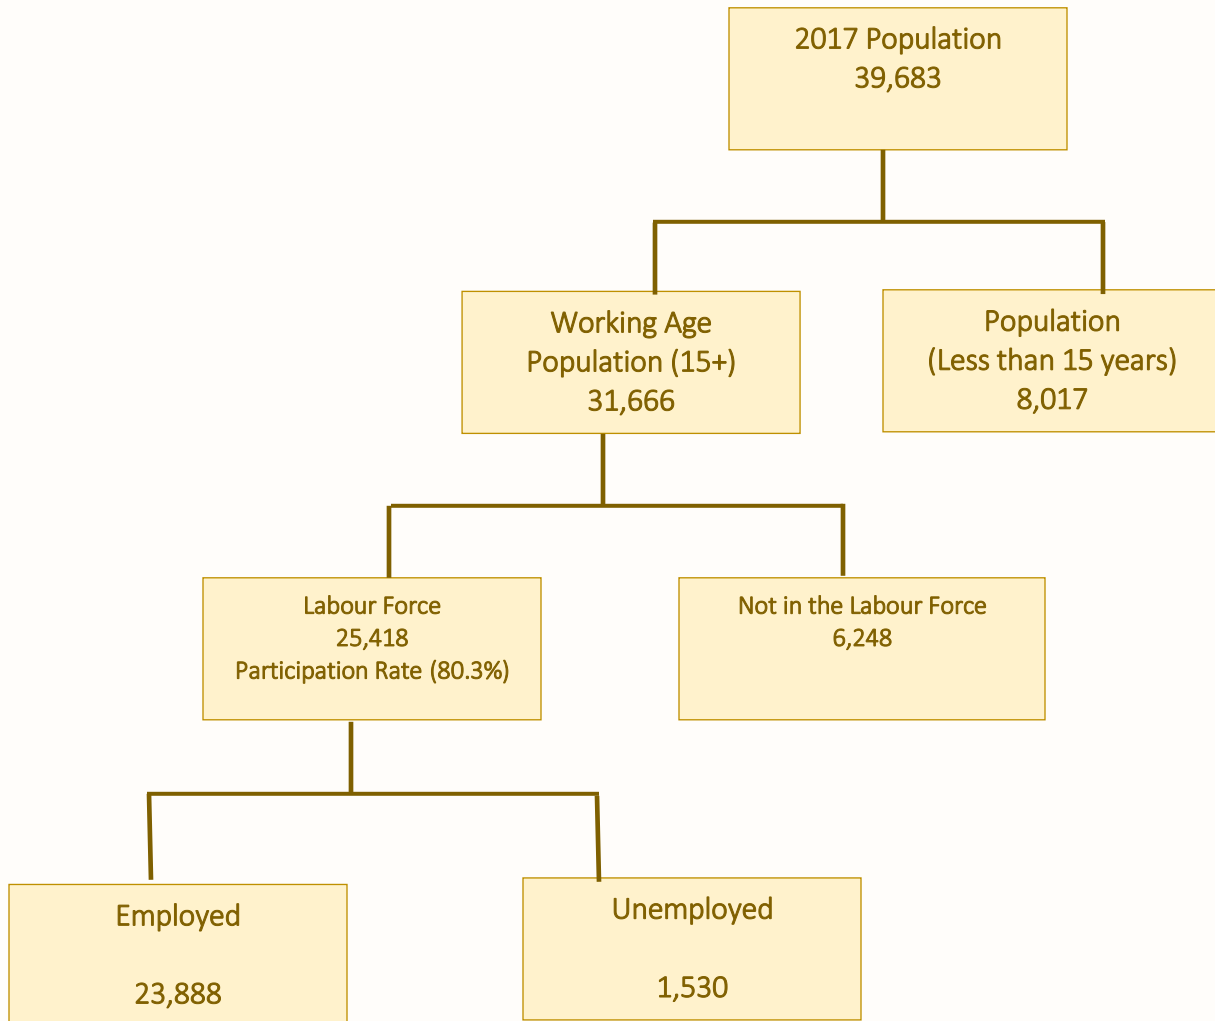 2017 Population
39,683
Working Age
Population (15+)
31,666
Population
(Less than 15 years)
8,017
Labour Force
25,418
Participation Rate (80.3%)
Not in the Labour Force
6,248
Employed
23,888
Unemployed
1,530